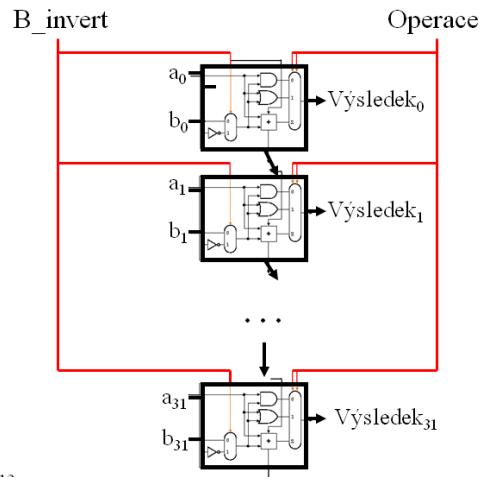 B_invert Operace
a0
b0
Výsledek0
a1
b1
Výsledek1
. . .
a31
b31
Výsledek31